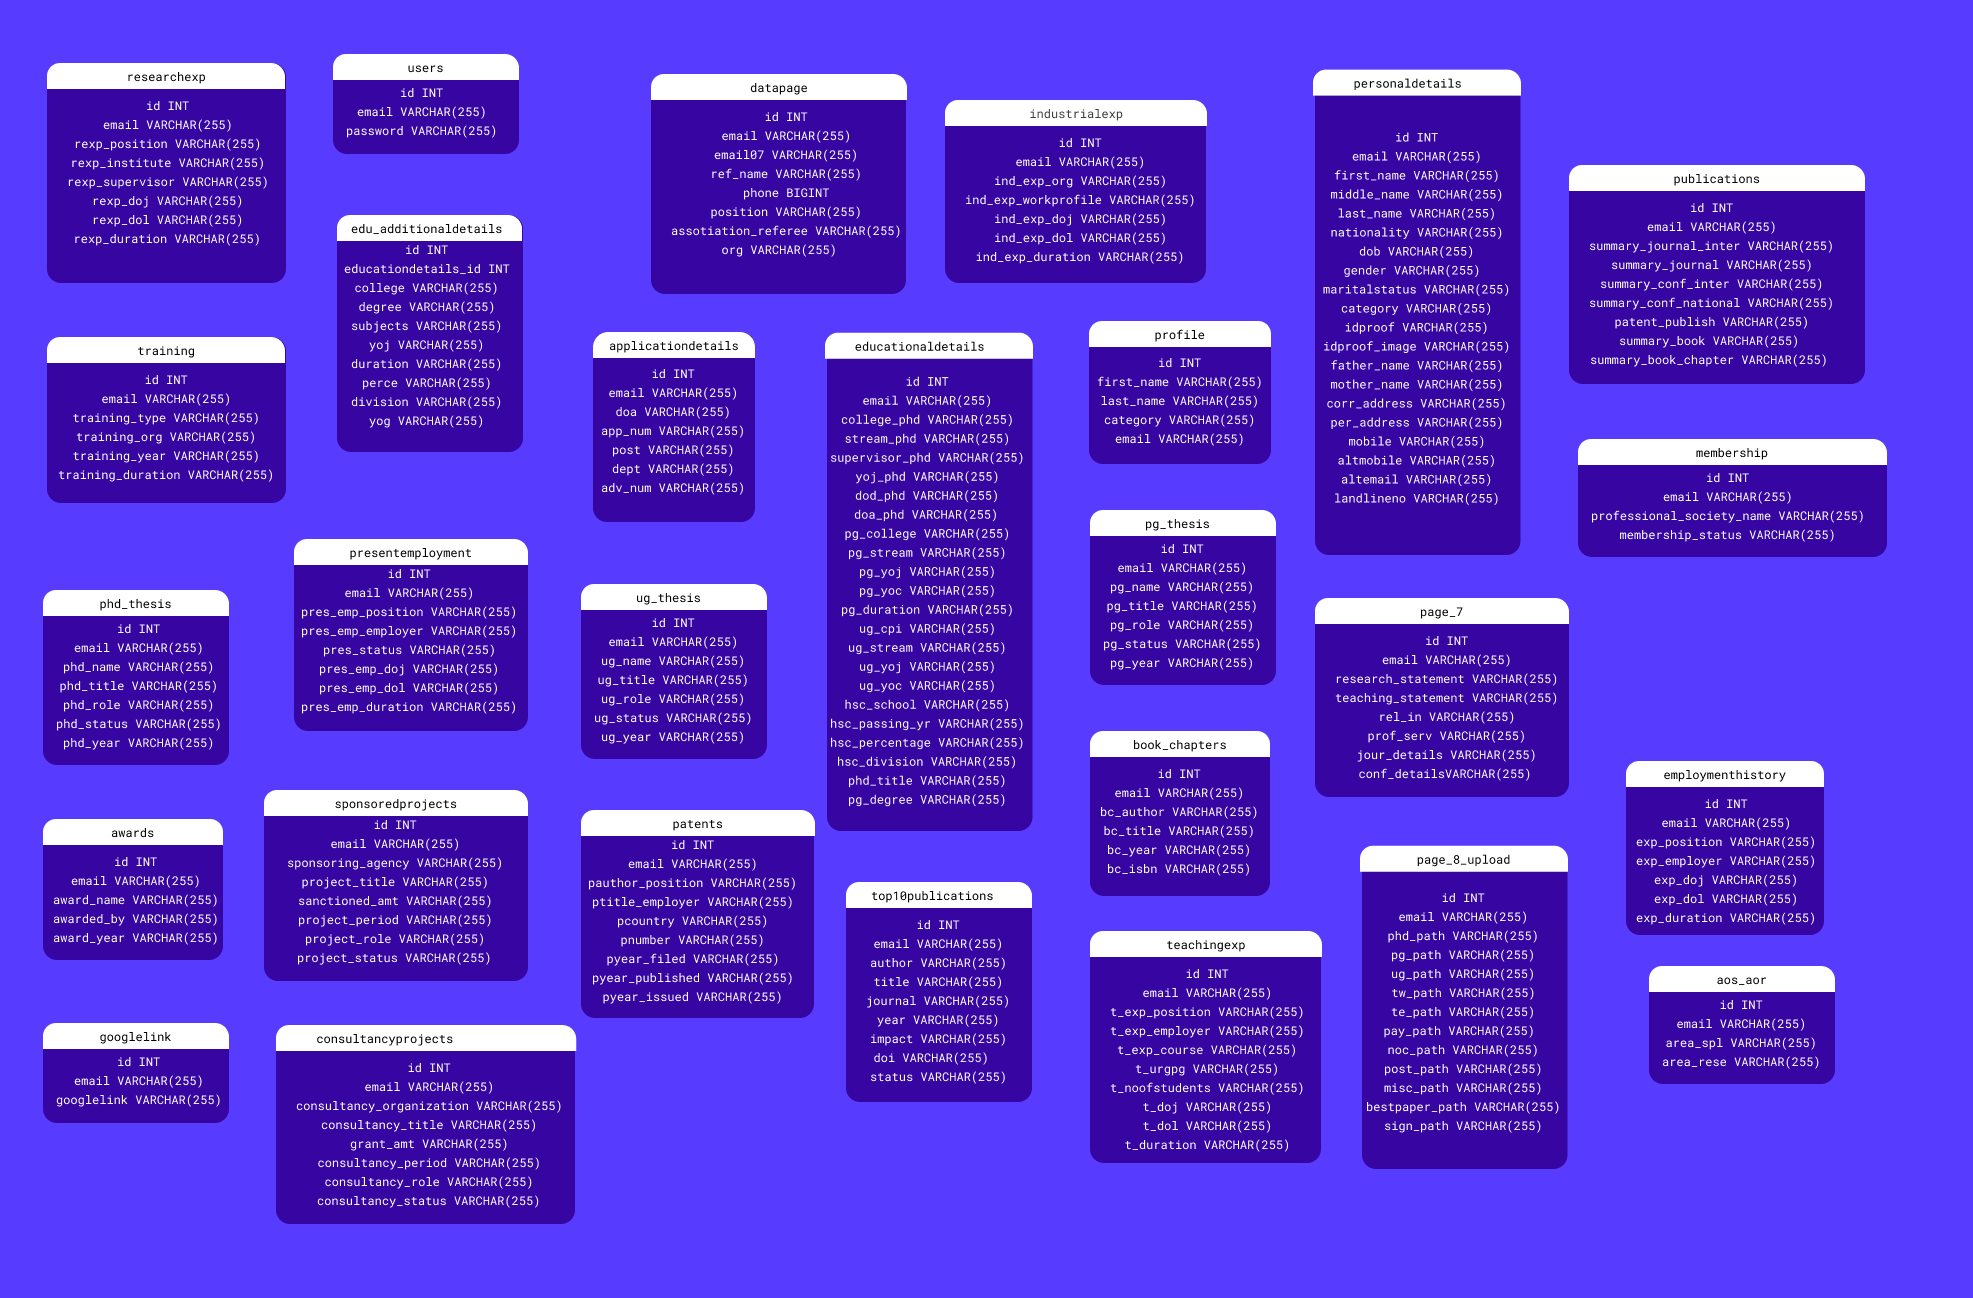 researchexp
id INT
email VARCHAR(255)
rexp_position VARCHAR(255)
rexp_institute VARCHAR(255)
rexp_supervisor VARCHAR(255)
rexp_doj VARCHAR(255)
rexp_dol VARCHAR(255)
rexp_duration VARCHAR(255)
users
id INT
email VARCHAR(255)
password VARCHAR(255)
datapage
id INT
email VARCHAR(255)
email07 VARCHAR(255)
ref_name VARCHAR(255)
phone BIGINT
position VARCHAR(255)
assotiation_referee VARCHAR(255)
org VARCHAR(255)
industrialexp
id INT
email VARCHAR(255)
ind_exp_org VARCHAR(255)
ind_exp_workprofile VARCHAR(255)
ind_exp_doj VARCHAR(255)
ind_exp_dol VARCHAR(255)
ind_exp_duration VARCHAR(255)
personaldetails
id INT
email VARCHAR(255)
first_name VARCHAR(255)
middle_name VARCHAR(255)
last_name VARCHAR(255)
nationality VARCHAR(255)
dob VARCHAR(255)
gender VARCHAR(255)
maritalstatus VARCHAR(255)
category VARCHAR(255)
idproof VARCHAR(255)
idproof_image VARCHAR(255)
father_name VARCHAR(255)
mother_name VARCHAR(255)
corr_address VARCHAR(255)
per_address VARCHAR(255)
mobile VARCHAR(255)
altmobile VARCHAR(255)
altemail VARCHAR(255)
landlineno VARCHAR(255)
publications
id INT
email VARCHAR(255)
summary_journal_inter VARCHAR(255)
summary_journal VARCHAR(255)
summary_conf_inter VARCHAR(255)
summary_conf_national VARCHAR(255)
patent_publish VARCHAR(255)
summary_book VARCHAR(255)
summary_book_chapter VARCHAR(255)
edu_additionaldetails
id INT
educationdetails_id INT
college VARCHAR(255)
degree VARCHAR(255)
subjects VARCHAR(255)
yoj VARCHAR(255)
duration VARCHAR(255)
perce VARCHAR(255)
division VARCHAR(255)
yog VARCHAR(255)
training
id INT
email VARCHAR(255)
training_type VARCHAR(255)
training_org VARCHAR(255)
training_year VARCHAR(255)
training_duration VARCHAR(255)
applicationdetails
id INT
email VARCHAR(255)
doa VARCHAR(255)
app_num VARCHAR(255)
post VARCHAR(255)
dept VARCHAR(255)
adv_num VARCHAR(255)
educationaldetails
id INT
email VARCHAR(255)
college_phd VARCHAR(255)
stream_phd VARCHAR(255)
supervisor_phd VARCHAR(255)
yoj_phd VARCHAR(255)
dod_phd VARCHAR(255)
doa_phd VARCHAR(255)
pg_college VARCHAR(255)
pg_stream VARCHAR(255)
pg_yoj VARCHAR(255)
pg_yoc VARCHAR(255)
pg_duration VARCHAR(255)
ug_cpi VARCHAR(255)
ug_stream VARCHAR(255)
ug_yoj VARCHAR(255)
ug_yoc VARCHAR(255)
hsc_school VARCHAR(255)
hsc_passing_yr VARCHAR(255)
hsc_percentage VARCHAR(255)
hsc_division VARCHAR(255)
phd_title VARCHAR(255)
pg_degree VARCHAR(255)
profile
id INT
first_name VARCHAR(255)
last_name VARCHAR(255)
category VARCHAR(255)
email VARCHAR(255)
membership
id INT
email VARCHAR(255)
professional_society_name VARCHAR(255)
membership_status VARCHAR(255)
pg_thesis
id INT
email VARCHAR(255)
pg_name VARCHAR(255)
pg_title VARCHAR(255)
pg_role VARCHAR(255)
pg_status VARCHAR(255)
pg_year VARCHAR(255)
presentemployment
id INT
email VARCHAR(255)
pres_emp_position VARCHAR(255)
pres_emp_employer VARCHAR(255)
pres_status VARCHAR(255)
pres_emp_doj VARCHAR(255)
pres_emp_dol VARCHAR(255)
pres_emp_duration VARCHAR(255)
phd_thesis
id INT
email VARCHAR(255)
phd_name VARCHAR(255)
phd_title VARCHAR(255)
phd_role VARCHAR(255)
phd_status VARCHAR(255)
phd_year VARCHAR(255)
ug_thesis
id INT
email VARCHAR(255)
ug_name VARCHAR(255)
ug_title VARCHAR(255)
ug_role VARCHAR(255)
ug_status VARCHAR(255)
ug_year VARCHAR(255)
page_7
id INT
email VARCHAR(255)
research_statement VARCHAR(255)
teaching_statement VARCHAR(255)
rel_in VARCHAR(255)
prof_serv VARCHAR(255)
jour_details VARCHAR(255)
conf_detailsVARCHAR(255)
book_chapters
id INT
email VARCHAR(255)
bc_author VARCHAR(255)
bc_title VARCHAR(255)
bc_year VARCHAR(255)
bc_isbn VARCHAR(255)
employmenthistory
id INT
email VARCHAR(255)
exp_position VARCHAR(255)
exp_employer VARCHAR(255)
exp_doj VARCHAR(255)
exp_dol VARCHAR(255)
exp_duration VARCHAR(255)
sponsoredprojects
id INT
email VARCHAR(255)
sponsoring_agency VARCHAR(255)
project_title VARCHAR(255)
sanctioned_amt VARCHAR(255)
project_period VARCHAR(255)
project_role VARCHAR(255)
project_status VARCHAR(255)
awards
id INT
email VARCHAR(255)
award_name VARCHAR(255)
awarded_by VARCHAR(255)
award_year VARCHAR(255)
patents
id INT
email VARCHAR(255)
pauthor_position VARCHAR(255)
ptitle_employer VARCHAR(255)
pcountry VARCHAR(255)
pnumber VARCHAR(255)
pyear_filed VARCHAR(255)
pyear_published VARCHAR(255)
pyear_issued VARCHAR(255)
top10publications
id INT
email VARCHAR(255)
author VARCHAR(255)
title VARCHAR(255)
journal VARCHAR(255)
year VARCHAR(255)
impact VARCHAR(255)
doi VARCHAR(255)
status VARCHAR(255)
page_8_upload
id INT
email VARCHAR(255)
phd_path VARCHAR(255)
pg_path VARCHAR(255)
ug_path VARCHAR(255)
tw_path VARCHAR(255)
te_path VARCHAR(255)
pay_path VARCHAR(255)
noc_path VARCHAR(255)
post_path VARCHAR(255)
misc_path VARCHAR(255)
bestpaper_path VARCHAR(255)
sign_path VARCHAR(255)
teachingexp
id INT
email VARCHAR(255)
t_exp_position VARCHAR(255)
t_exp_employer VARCHAR(255)
t_exp_course VARCHAR(255)
t_urgpg VARCHAR(255)
t_noofstudents VARCHAR(255)
t_doj VARCHAR(255)
t_dol VARCHAR(255)
t_duration VARCHAR(255)
aos_aor
id INT
email VARCHAR(255)
area_spl VARCHAR(255)
area_rese VARCHAR(255)
googlelink
id INT
email VARCHAR(255)
googlelink VARCHAR(255)
consultancyprojects
id INT
email VARCHAR(255)
consultancy_organization VARCHAR(255)
consultancy_title VARCHAR(255)
grant_amt VARCHAR(255)
consultancy_period VARCHAR(255)
consultancy_role VARCHAR(255)
consultancy_status VARCHAR(255)